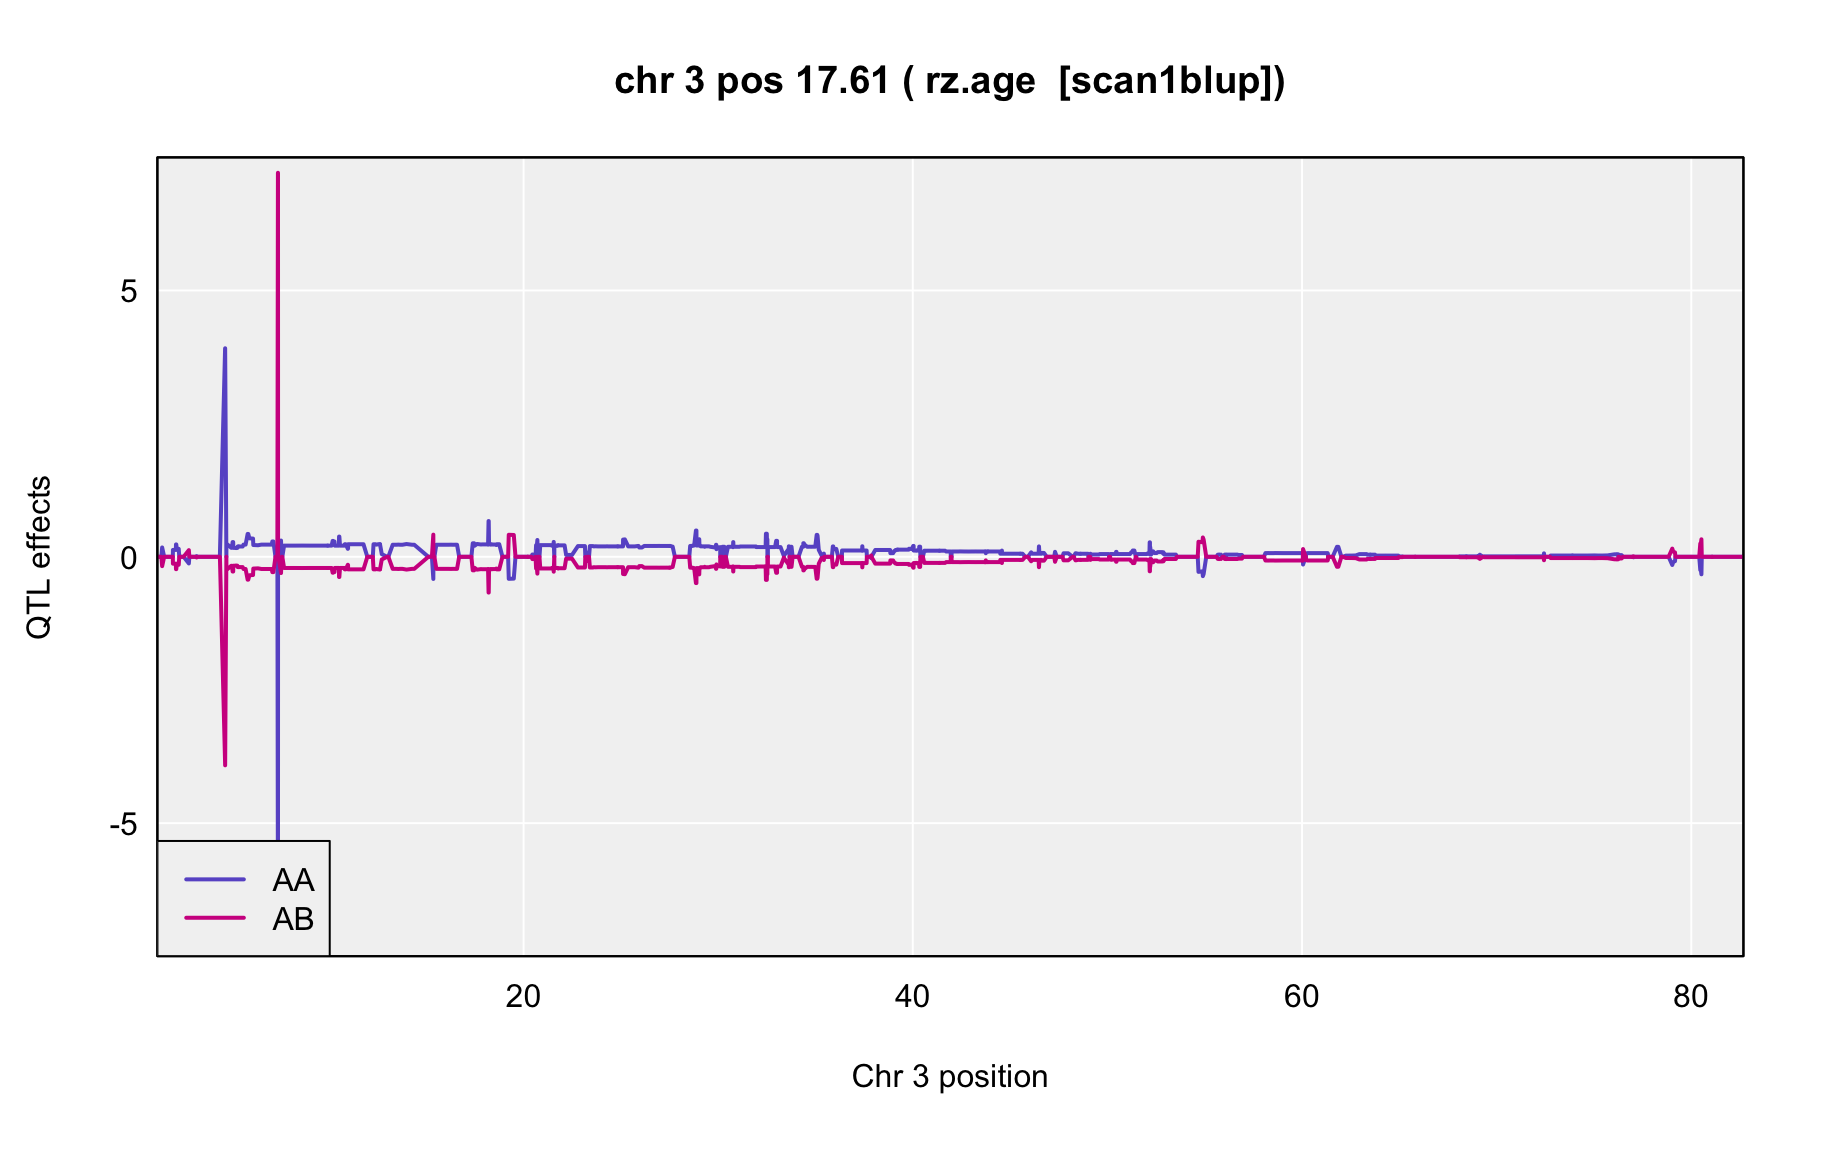 chr 3 pos 17.61 ( rz.age  [scan1blup])
QTL effects
5
0
-5
AA
AB
20 40 60 80
Chr 3 position